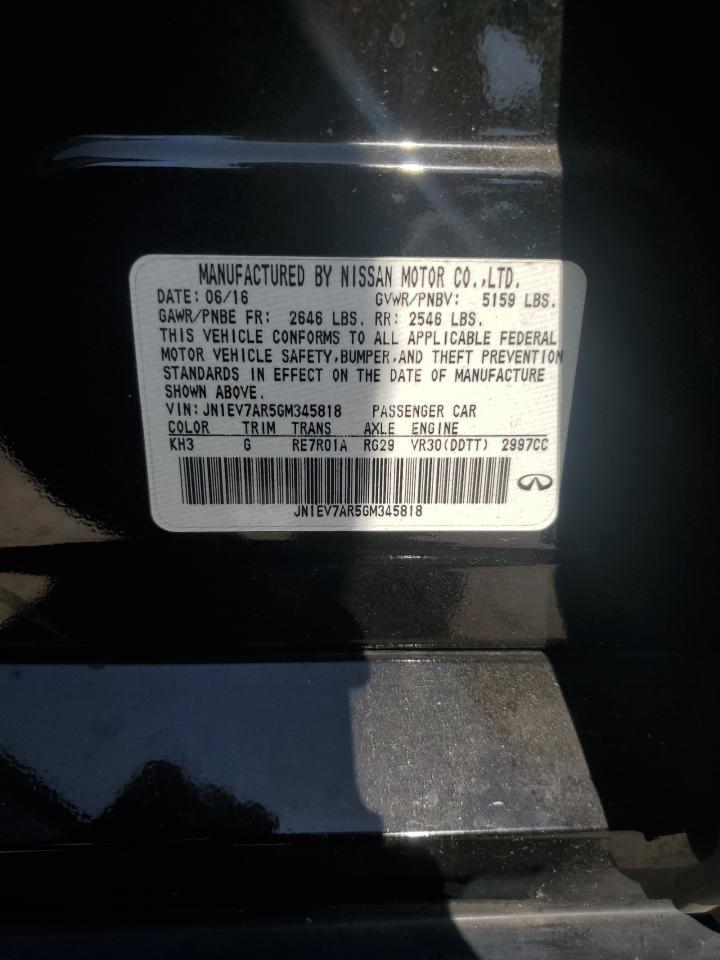 MANUFACTURED BY NISSAN MOTOR CO.,LTD.
DATE: 06/16 GVWR/PNBV: 5159 LBS.
GAWR/PNBE FR: 2646 LBS. RR: 2546 LBS.
THIS VEHICLE CONFORMS TO ALL APPLICABLE FEDERAL
MOTOR VEHICLE SAFETY,BUMPER,AND THEFT PREVENTION
STANDARDS IN EFFECT ON THE DATE OF MANUFACTURE
SHOWN ABOVE.
VIN: JN1EV7AR5GM345818 PASSENGER CAR
COLOR TRIM TRANS AXLE ENGINE
KH3 G RE7R01A RG29 VR30(DDTT) 2997CC
JN1EV7AR5GM345818